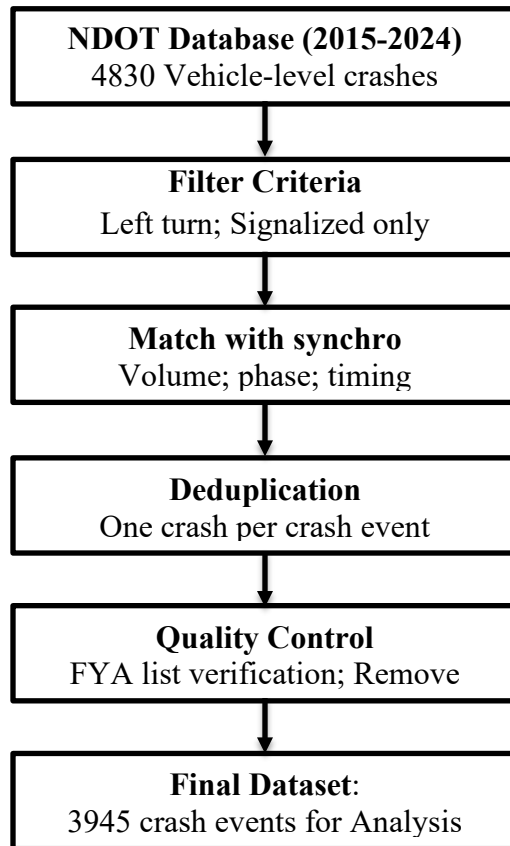 NDOT Database (2015-2024)
4830 Vehicle-level crashes
Filter Criteria
Left turn; Signalized only
Match with synchro
Volume; phase; timing
Deduplication
One crash per crash event
Quality Control
FYA list verification; Remove
Final Dataset:
3945 crash events for Analysis